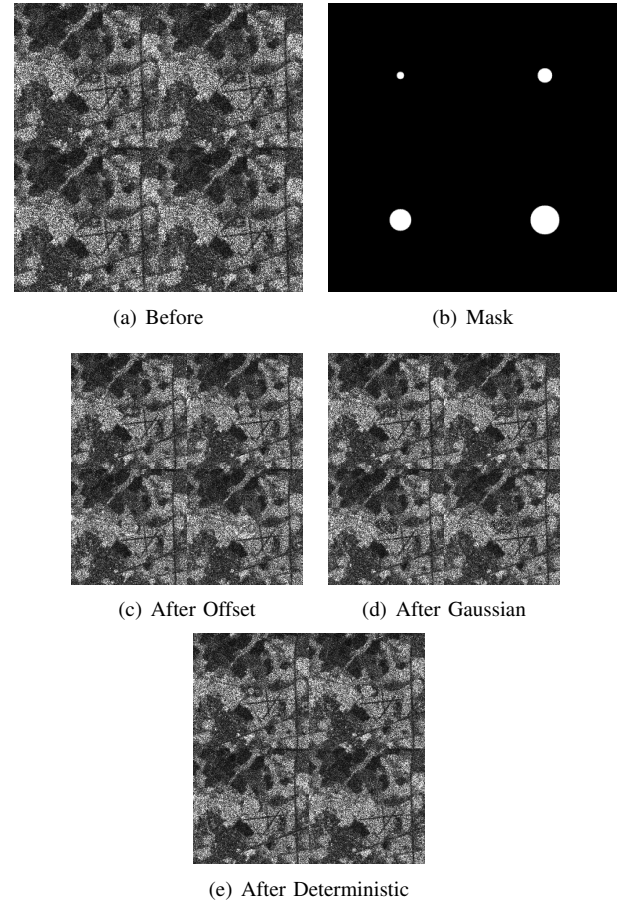 (a) Before
(b) Mask
(c) After Offset
(d) After Gaussian
(e) After Deterministic